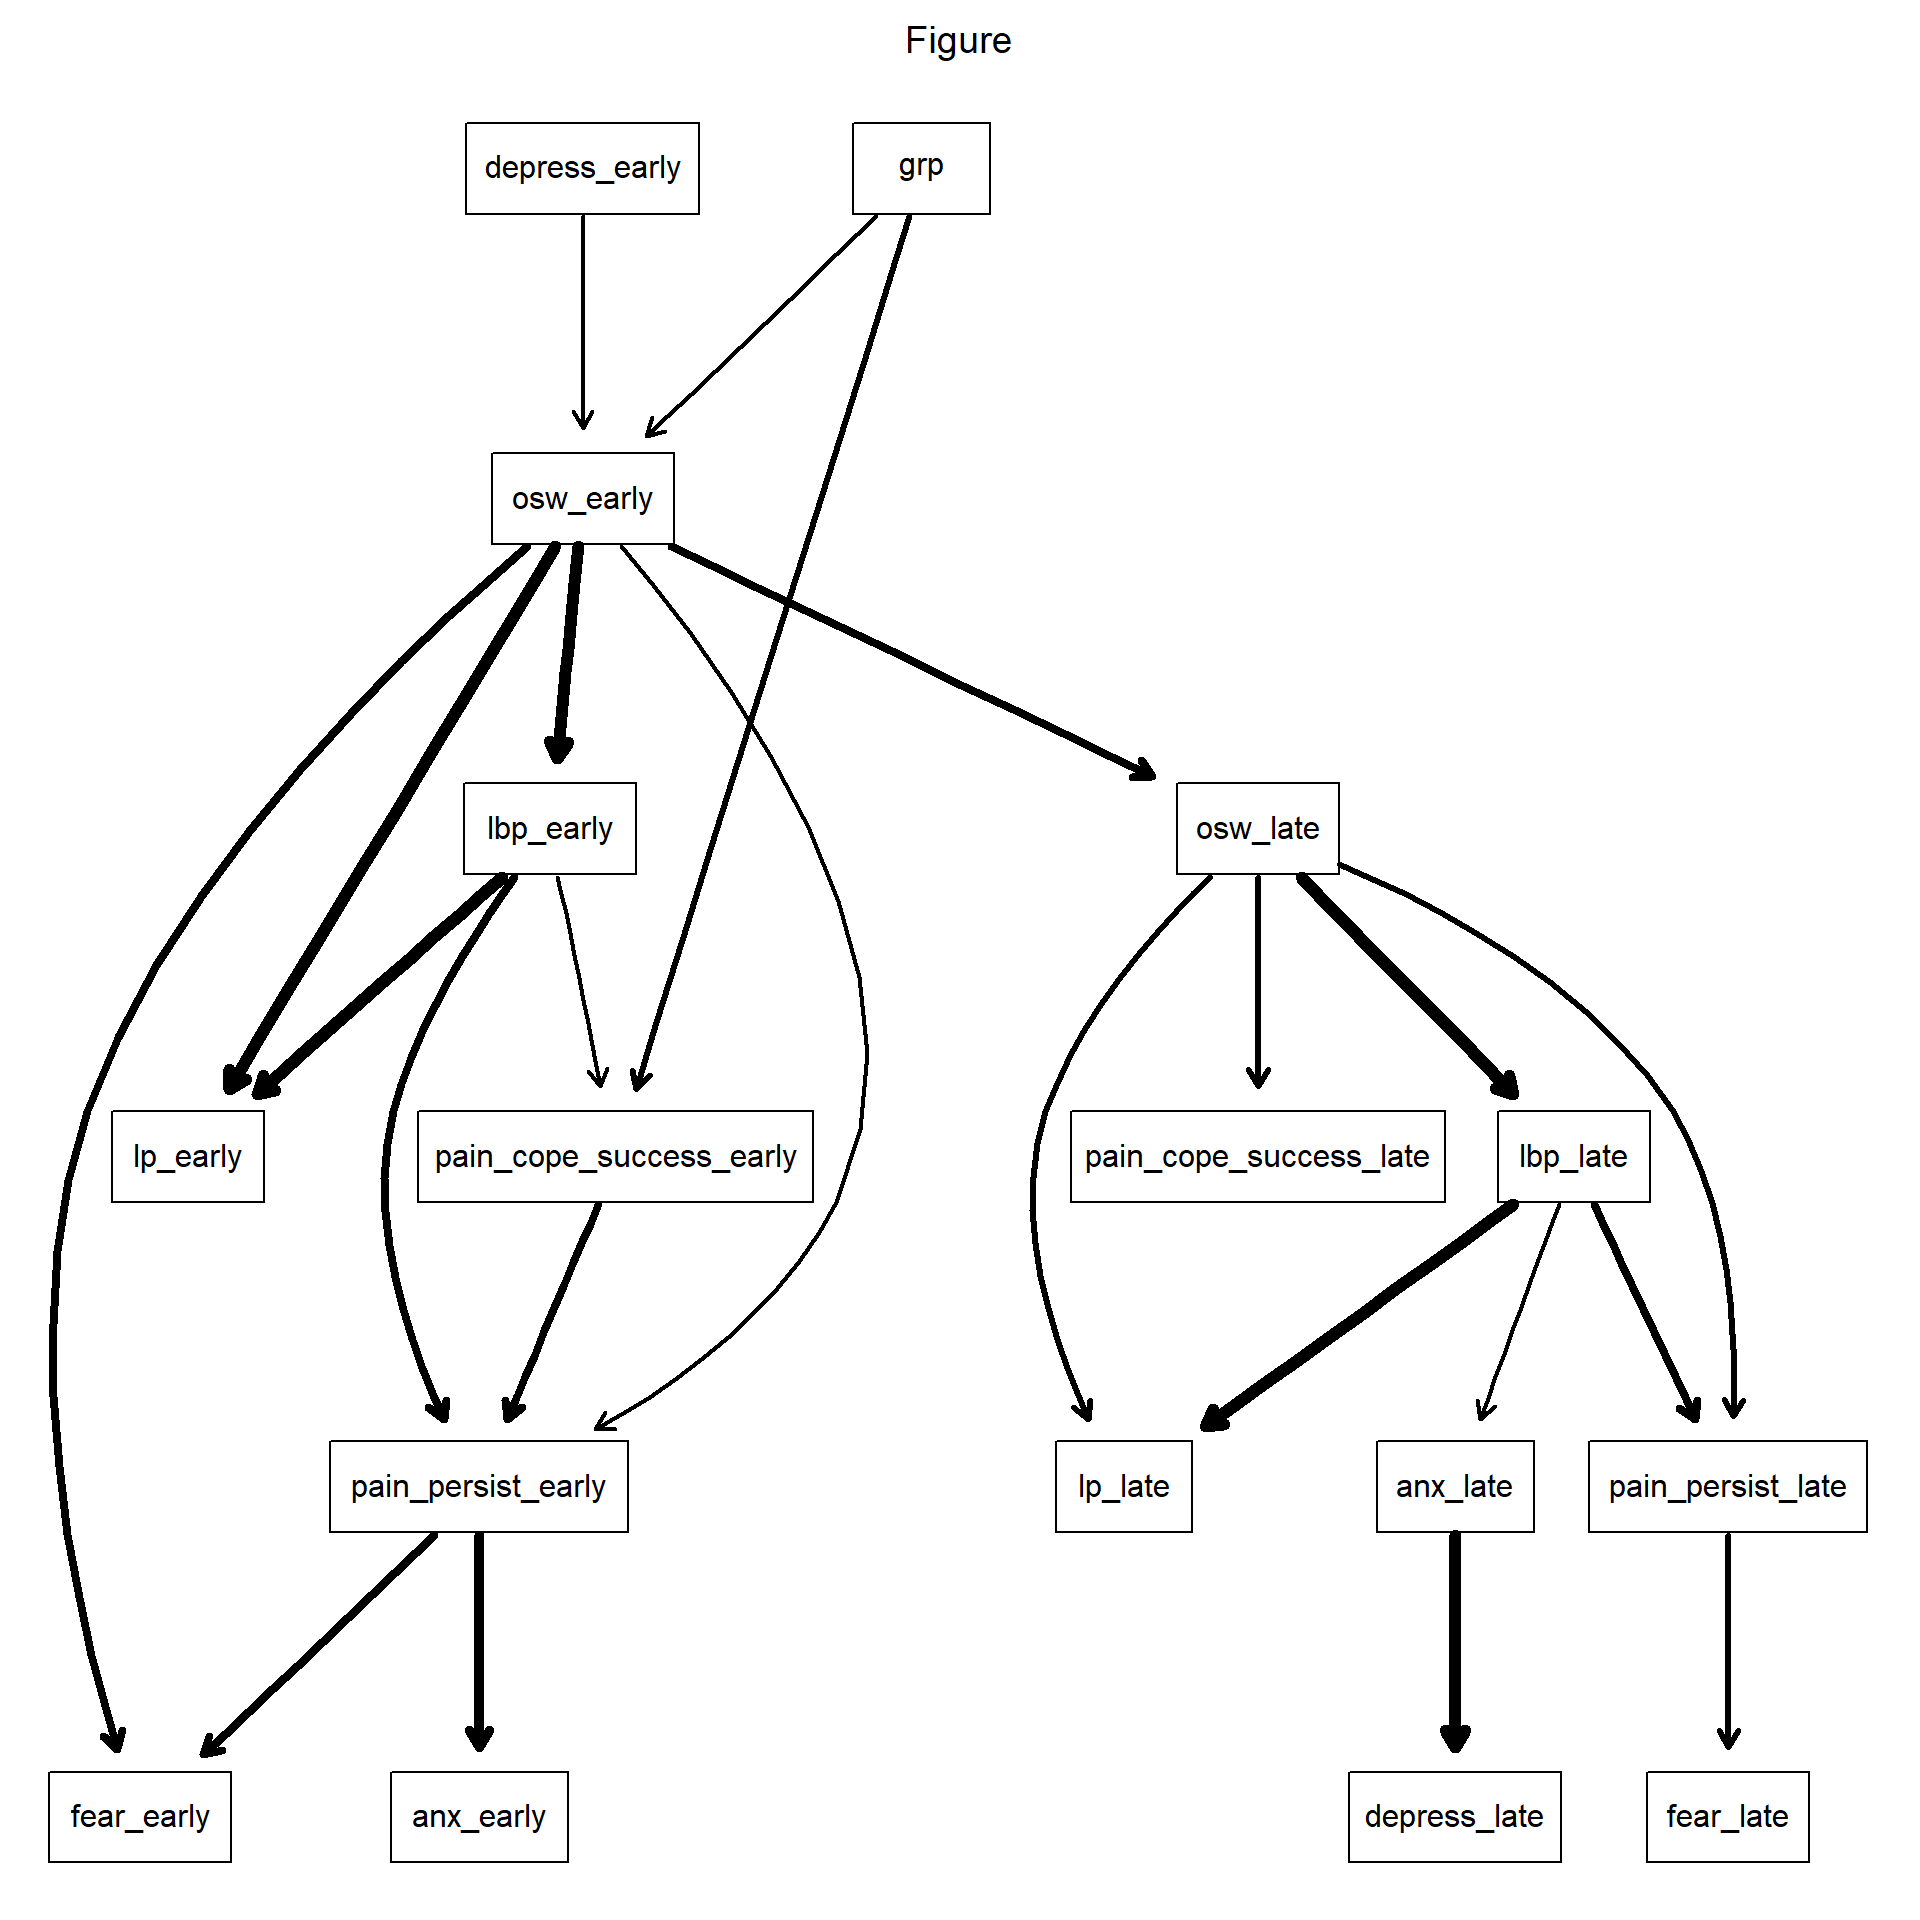 Figure
depress_early
grp
osw_early
lbp_early
osw_late
lp_early
pain_cope_success_early
pain_cope_success_late
lbp_late
pain_persist_early
lp_late
anx_late
pain_persist_late
fear_early
anx_early
depress_late
fear_late